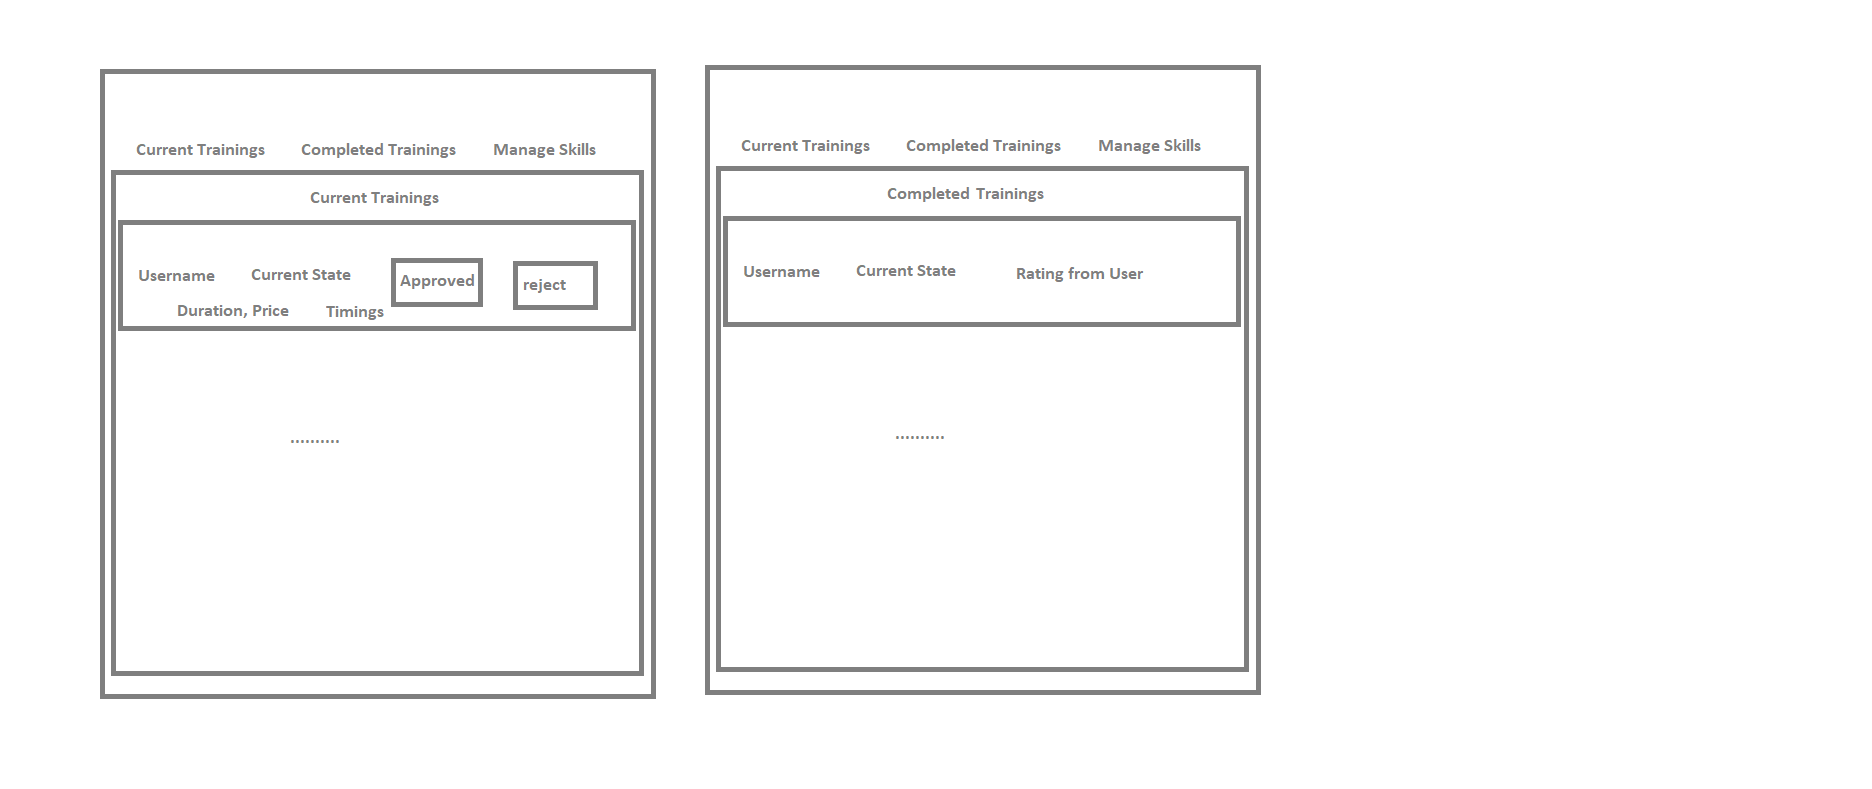 Current Trainings Completed Trainings Manage Skills
Current Trainings
Username Current State Approved reject
Duration, Price Timings
..........
Current Trainings Completed Trainings Manage Skills
Completed Trainings
Username Current State Rating from User
..........